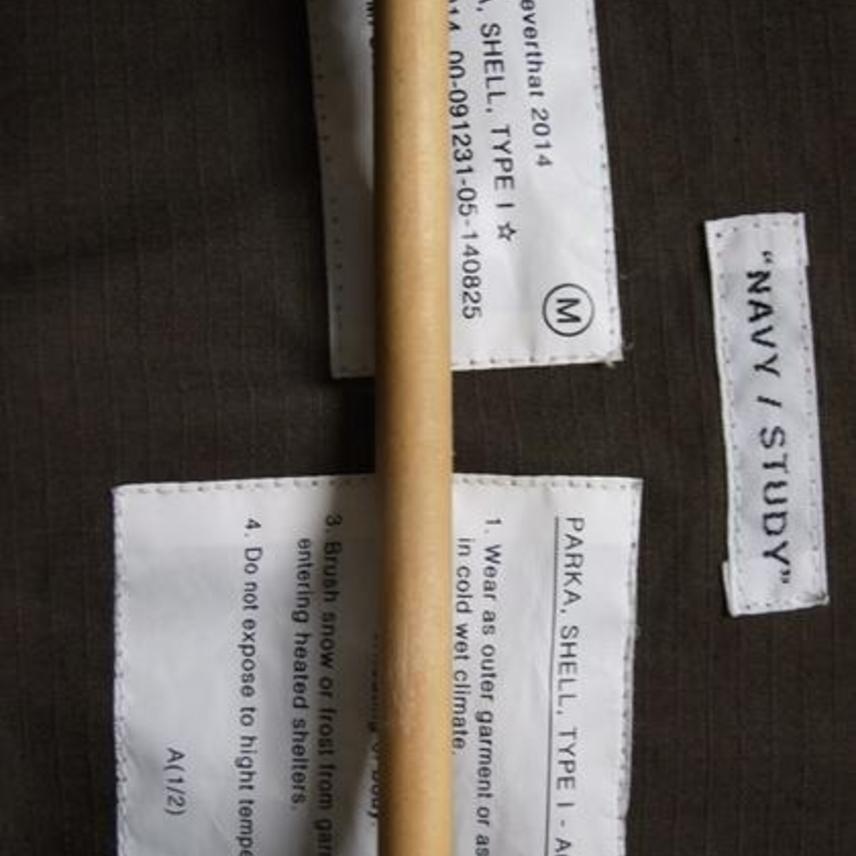 everthat 2014
SHELL, TYPE I ☆
00-091231-05-140825
M
"NAVY / STUDY"
PARKA, SHELL, TYPE I -
1. Wear as outer garment or as
in cold wet climate.
3. Brush snow or frost from
entering heated shelters.
4. Do not expose to hight
A(1/2)